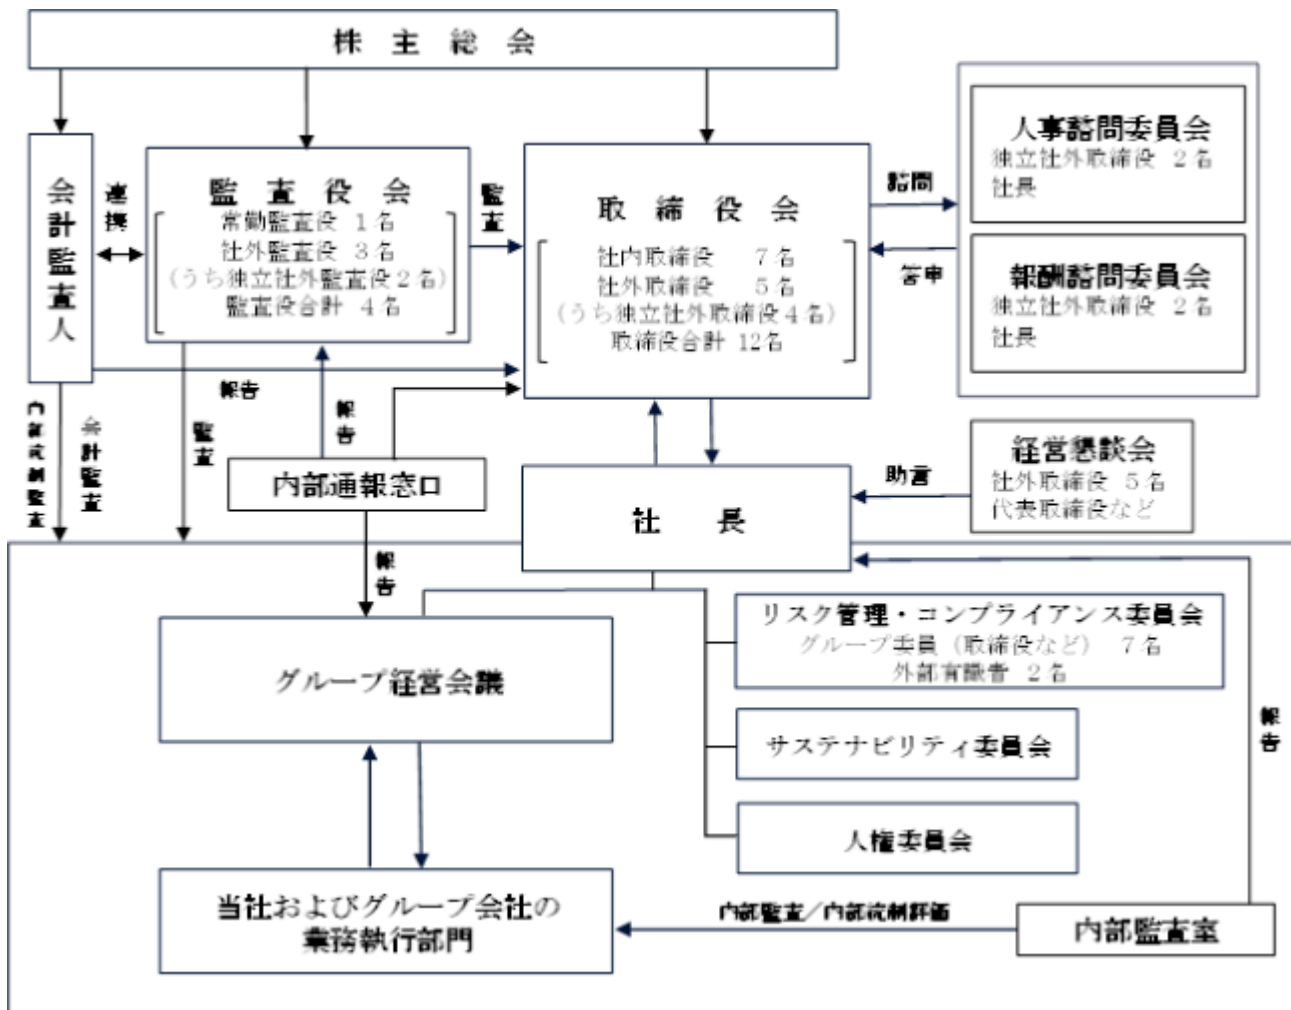 株主総会
会計監査人
連携
監査役会
常勤監査役 1名
社外監査役 3名
(うち独立社外監査役2名)
監査役合計 4名
監査
取締役会
社内取締役 7名
社外取締役 5名
(うち独立社外取締役4名)
取締役合計 12名
諮問
答申
人事諮問委員会
独立社外取締役 2名
社長
報酬諮問委員会
独立社外取締役 2名
社長
報告
報告
内部統制監査
会計監査
監査
内部通報窓口
社長
助言
経営懇談会
社外取締役 5名
代表取締役など
報告
グループ経営会議
リスク管理・コンプライアンス委員会
グループ委員（取締役など） 7名
外部有識者 2名
サステナビリティ委員会
人権委員会
報告
当社およびグループ会社の
業務執行部門
内部監査／内部統制評価
内部監査室